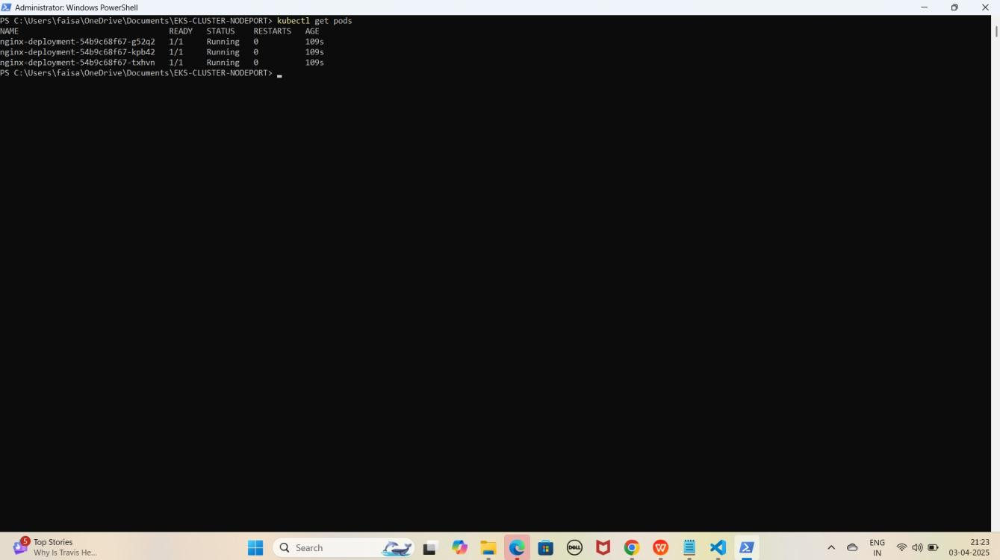 Administrator: Windows PowerShell
PS C:\Users\faisa\OneDrive\Documents\EKS-CLUSTER-NODEPORT> kubectl get pods
NAME READY STATUS RESTARTS AGE
nginx-deployment-54b9c68f67-g52q2 1/1 Running 0 109s
nginx-deployment-54b9c68f67-kpb42 1/1 Running 0 109s
nginx-deployment-54b9c68f67-txhvn 1/1 Running 0 109s
PS C:\Users\faisa\OneDrive\Documents\EKS-CLUSTER-NODEPORT>
5
Top Stories
Why Is Travis He...
Search
DELL
ENG
IN
21:23
03-04-2025